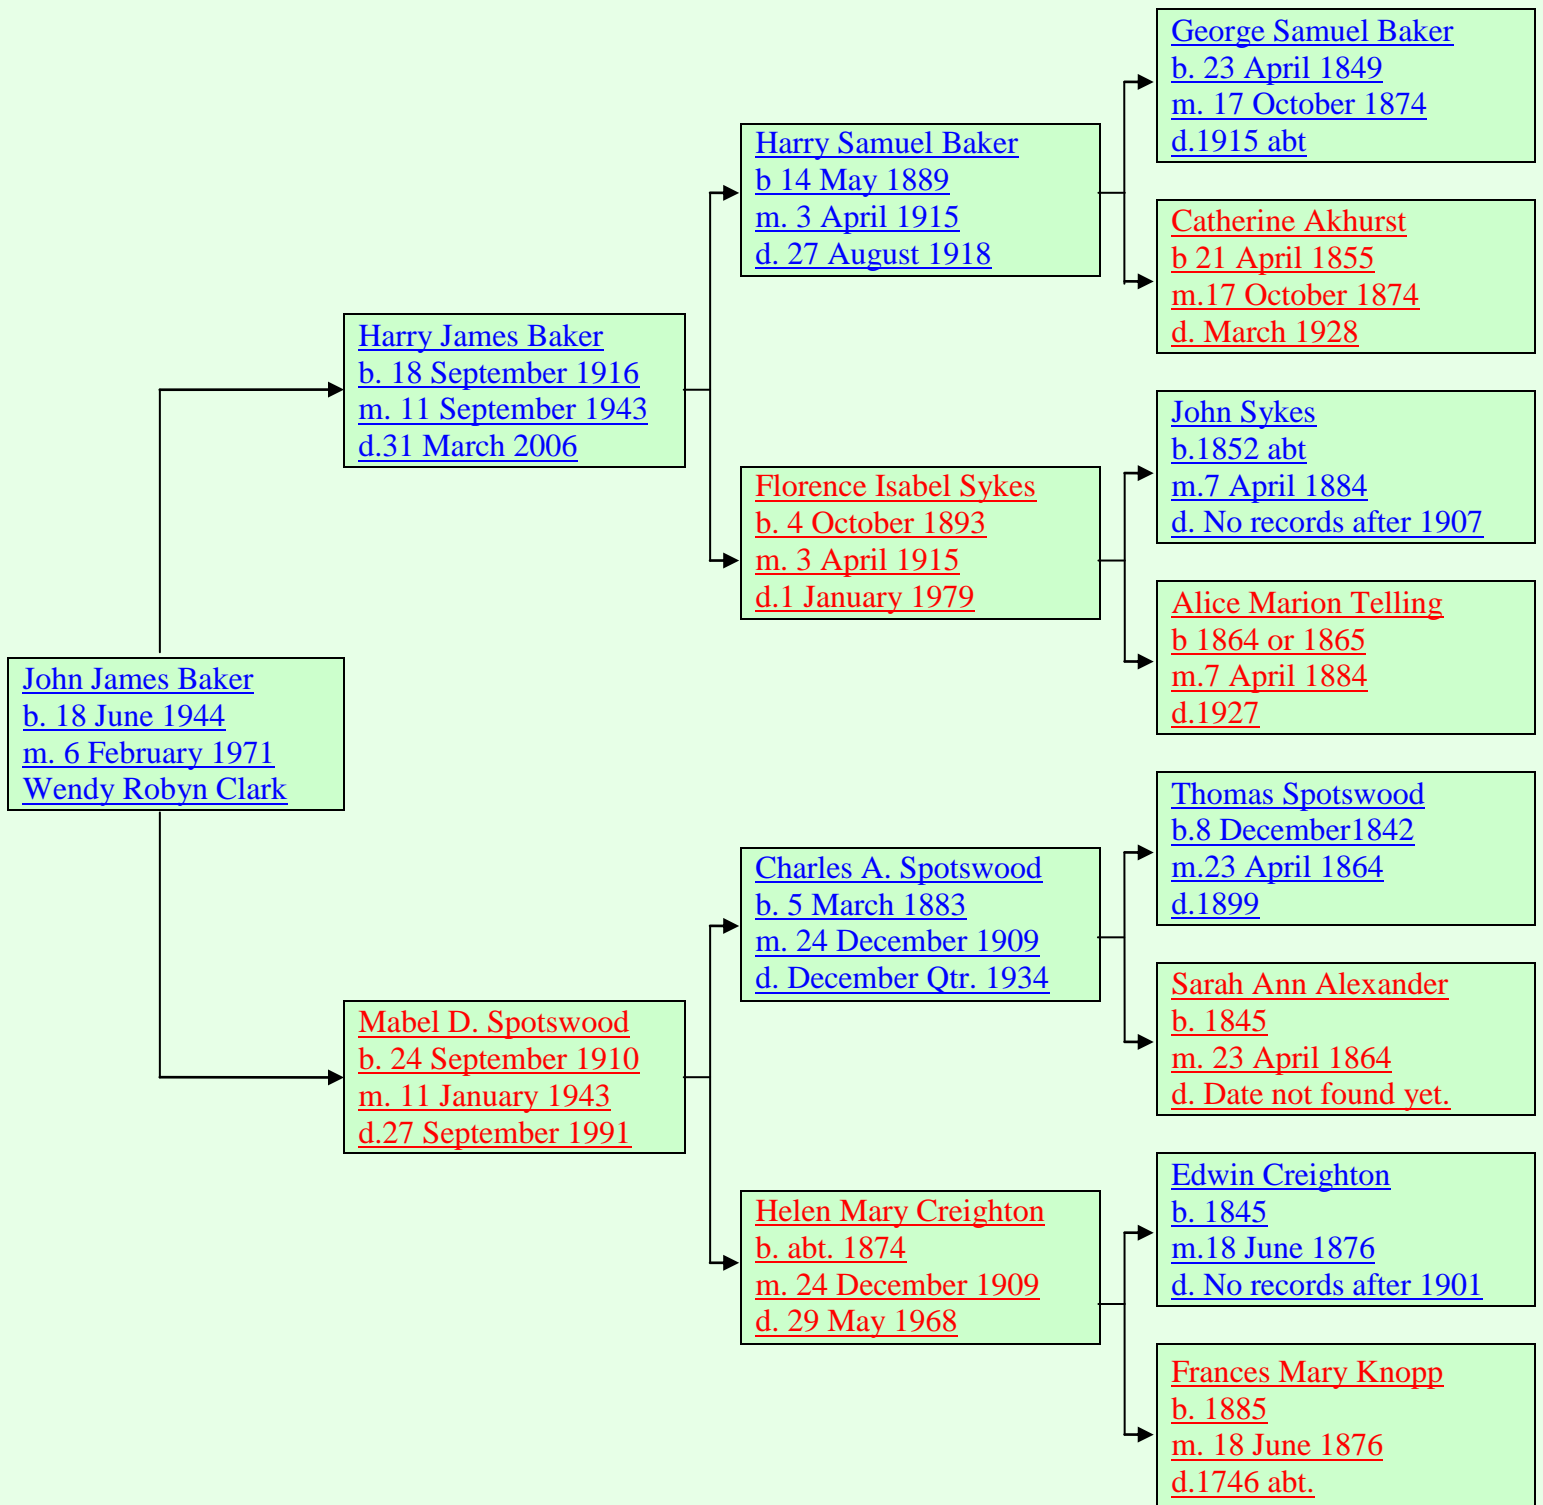 George Samuel Baker
b. 23 April 1849
m. 17 October 1874
d.1915 abt
Harry Samuel Baker
b 14 May 1889
m. 3 April 1915
d. 27 August 1918
Catherine Akhurst
b 21 April 1855
m.17 October 1874
d. March 1928
Harry James Baker
b. 18 September 1916
m. 11 September 1943
d.31 March 2006
John Sykes
b.1852 abt
m.7 April 1884
d. No records after 1907
Florence Isabel Sykes
b. 4 October 1893
m. 3 April 1915
d.1 January 1979
Alice Marion Telling
b 1864 or 1865
m.7 April 1884
d.1927
John James Baker
b. 18 June 1944
m. 6 February 1971
Wendy Robyn Clark
Thomas Spotswood
b.8 December1842
m.23 April 1864
d.1899
Charles A. Spotswood
b. 5 March 1883
m. 24 December 1909
d. December Qtr. 1934
Sarah Ann Alexander
b. 1845
m. 23 April 1864
d. Date not found yet.
Mabel D. Spotswood
b. 24 September 1910
m. 11 January 1943
d.27 September 1991
Edwin Creighton
b. 1845
m.18 June 1876
d. No records after 1901
Helen Mary Creighton
b. abt. 1874
m. 24 December 1909
d. 29 May 1968
Frances Mary Knopp
b. 1885
m. 18 June 1876
d.1746 abt.